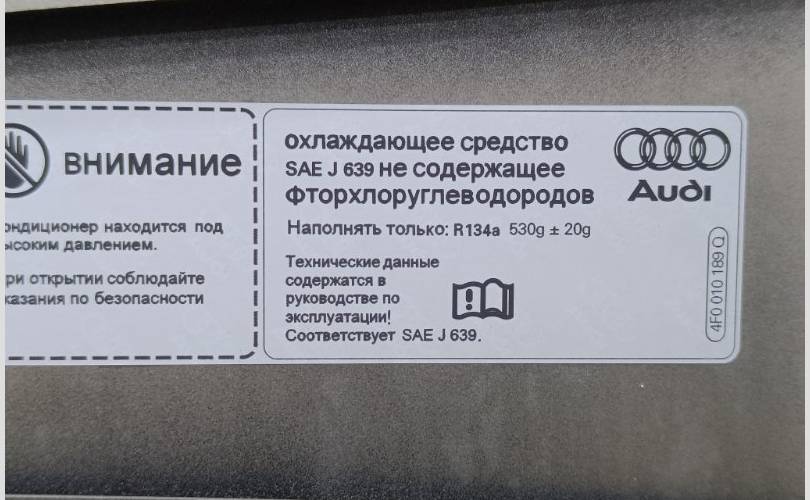 внимание
ондиционер находится под
ысоким давлением.
ри открытии соблюдайте
казания по безопасности
охлаждающее средство
SAE J 639 не содержащее
Фторхлоруглеводородов
Наполнять только: R134a 530g ± 20g
Технические данные
содержатся в
руководстве по
эксплуатации!
Соответствует SAE J 639.
Audi
4F0 010 189 Q